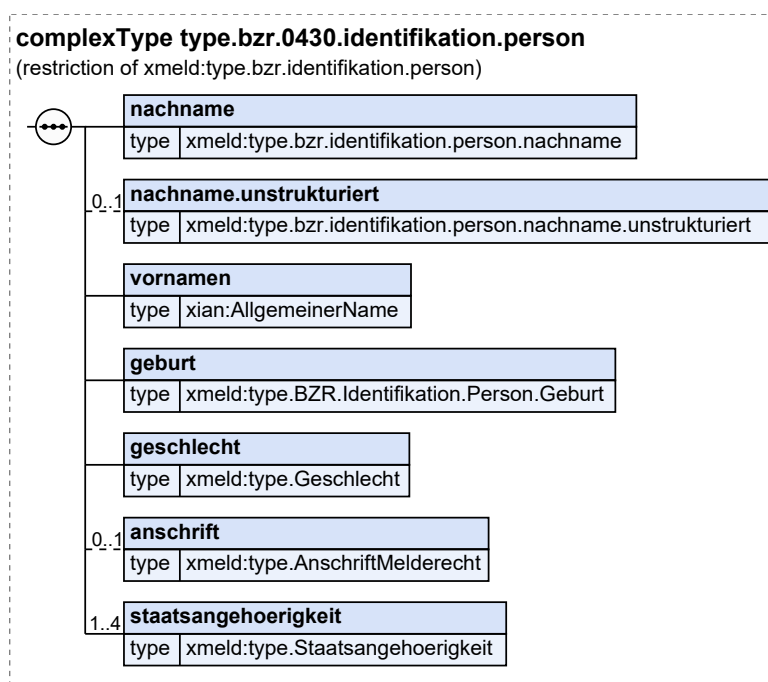 complexType type.bzr.0430.identifikation.person
(restriction of xmeld:type.bzr.identifikation.person)
nachname
type xmeld:type.bzr.identifikation.person.nachname
0..1 nachname.unstrukturiert
type xmeld:type.bzr.identifikation.person.nachname.unstrukturiert
vornamen
type xian:AllgemeinerName
geburt
type xmeld:type.BZR.Identifikation.Person.Geburt
geschlecht
type xmeld:type.Geschlecht
0..1 anschrift
type xmeld:type.AnschriftMelderecht
1..4 staatsangehoerigkeit
type xmeld:type.Staatsangehoerigkeit